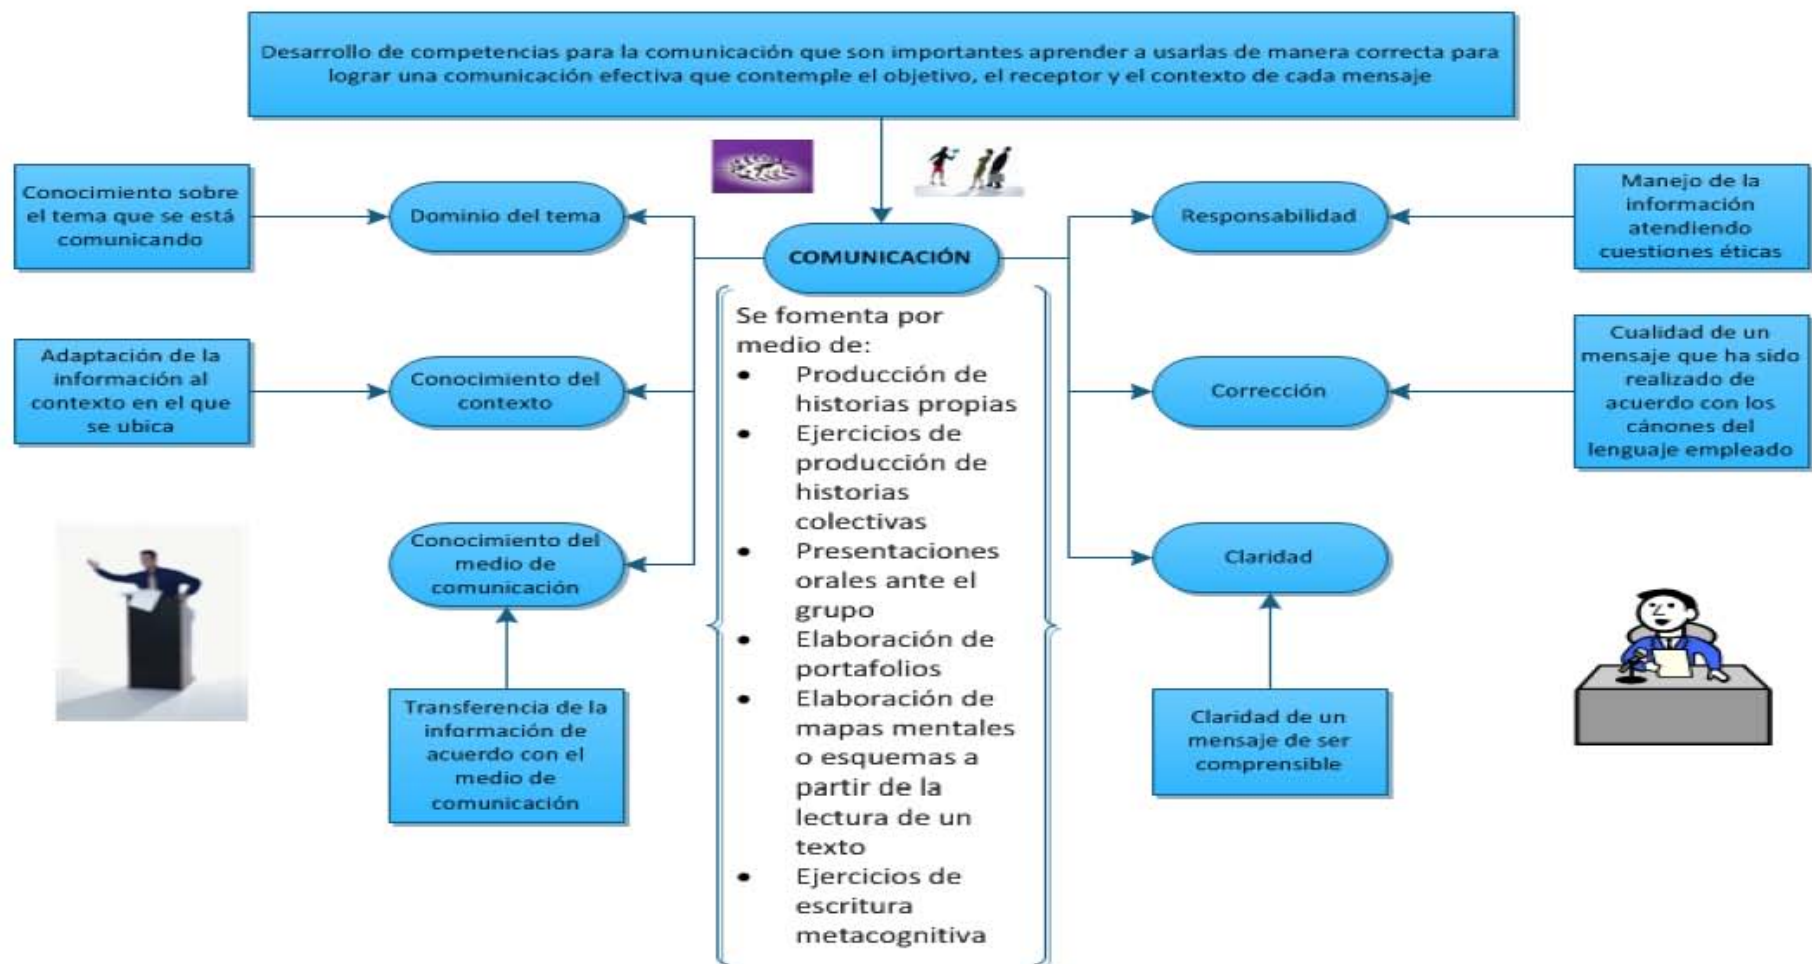 Desarrollo de competencias para la comunicación que son importantes aprender a usarlas de manera correcta para
lograr una comunicación efectiva que contemple el objetivo, el receptor y el contexto de cada mensaje
COMUNICACIÓN
Conocimiento sobre
el tema que se está
comunicando
Dominio del tema
Adaptación de la
información al
contexto en el que
se ubica
Conocimiento del
contexto
Conocimiento del
medio de
comunicación
Transferencia de la
información de
acuerdo con el
medio de
comunicación
Se fomenta por
medio de:
• Producción de
historias propias
• Ejercicios de
producción de
historias
colectivas
• Presentaciones
orales ante el
grupo
• Elaboración de
portafolios
• Elaboración de
mapas mentales
o esquemas a
partir de la
lectura de un
texto
• Ejercicios de
escritura
metacognitiva
Responsabilidad
Manejo de la
información
atendiendo
cuestiones éticas
Corrección
Cualidad de un
mensaje que ha sido
realizado de
acuerdo con los
cánones del
lenguaje empleado
Claridad
Claridad de un
mensaje de ser
comprensible